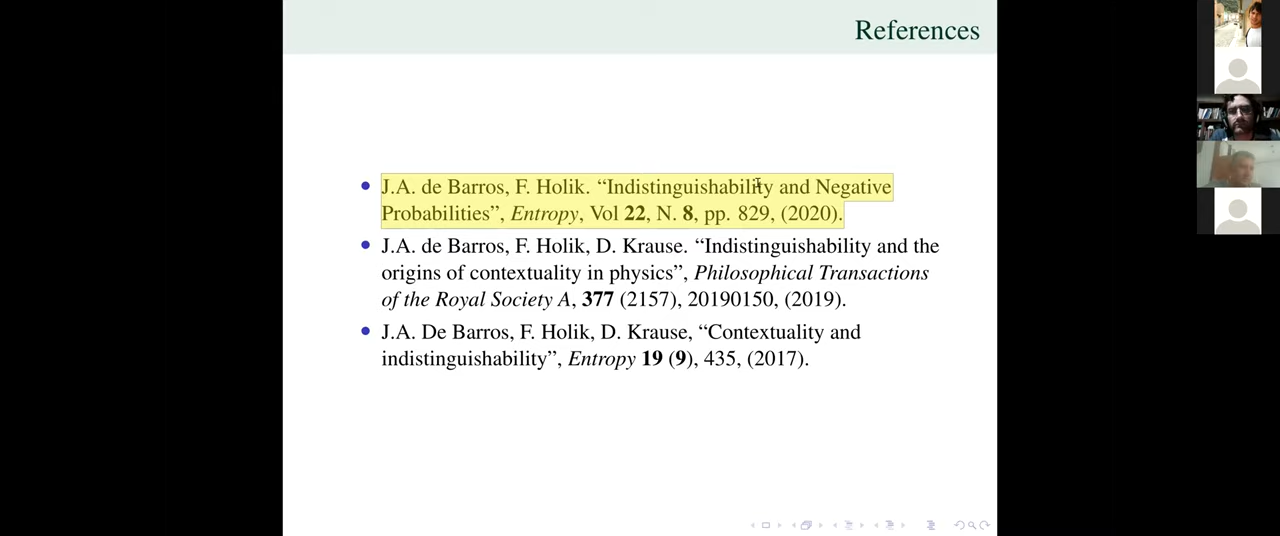 References
• J.A. de Barros, F. Holik. “Indistinguishability and Negative
Probabilities”, Entropy, Vol 22, N. 8, pp. 829, (2020).
• J.A. de Barros, F. Holik, D. Krause. “Indistinguishability and the
origins of contextuality in physics”, Philosophical Transactions
of the Royal Society A, 377 (2157), 20190150, (2019).
• J.A. De Barros, F. Holik, D. Krause, “Contextuality and
indistinguishability”, Entropy 19 (9), 435, (2017).